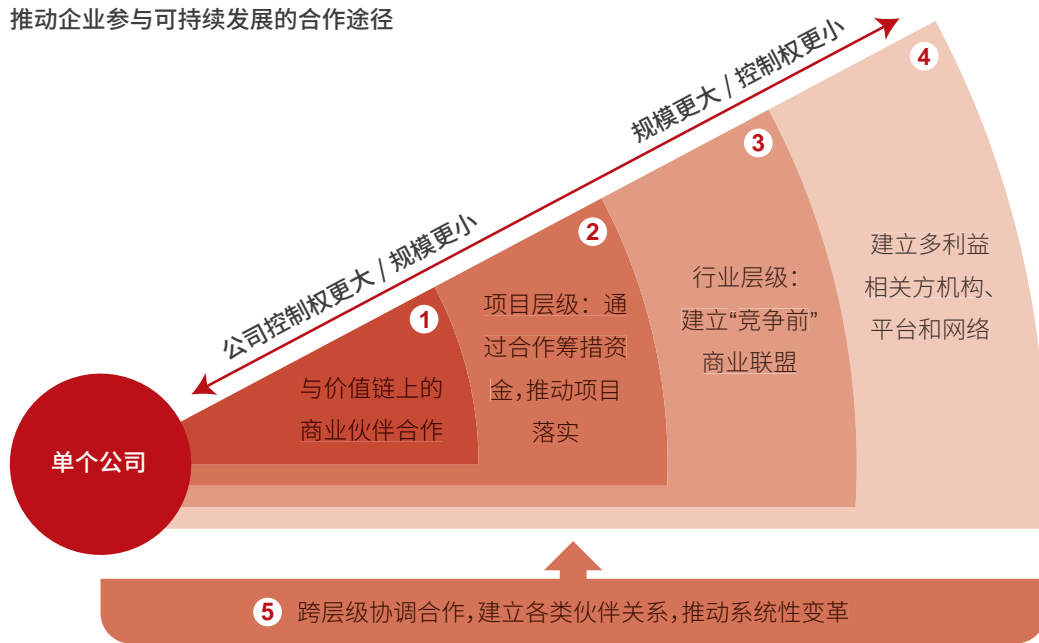 推动企业参与可持续发展的合作途径
规模更大 / 控制权更小
公司控制权更大 / 规模更小
单个公司
1
与价值链上的
商业伙伴合作
2
项目层级：通
过合作筹措资
金，推动项目
落实
3
行业层级：
建立“竞争前”
商业联盟
4
建立多利益
相关方机构、
平台和网络
5 跨层级协调合作，建立各类伙伴关系，推动系统性变革